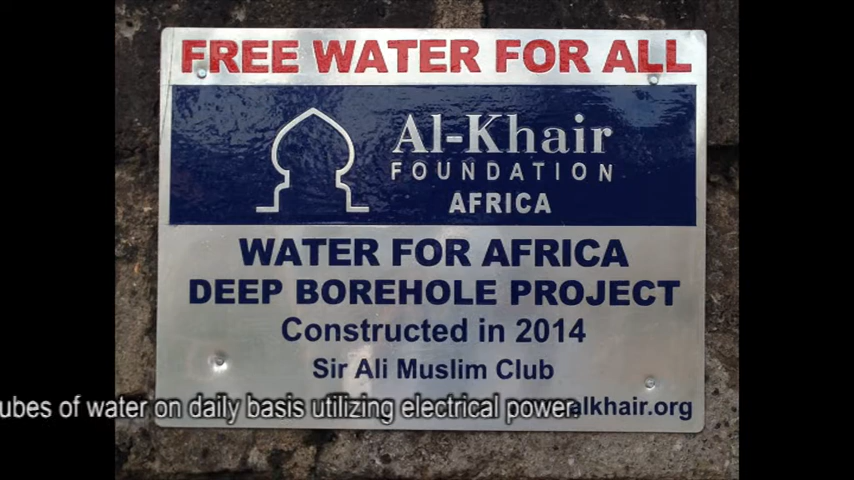 FREE WATER FOR ALL
Al-Khair
FOUNDATION
AFRICA
WATER FOR AFRICA
DEEP BOREHOLE PROJECT
Constructed in 2014
Sir Ali Muslim Club
of water on daily basis utilizing electrical power.
alkhair.org